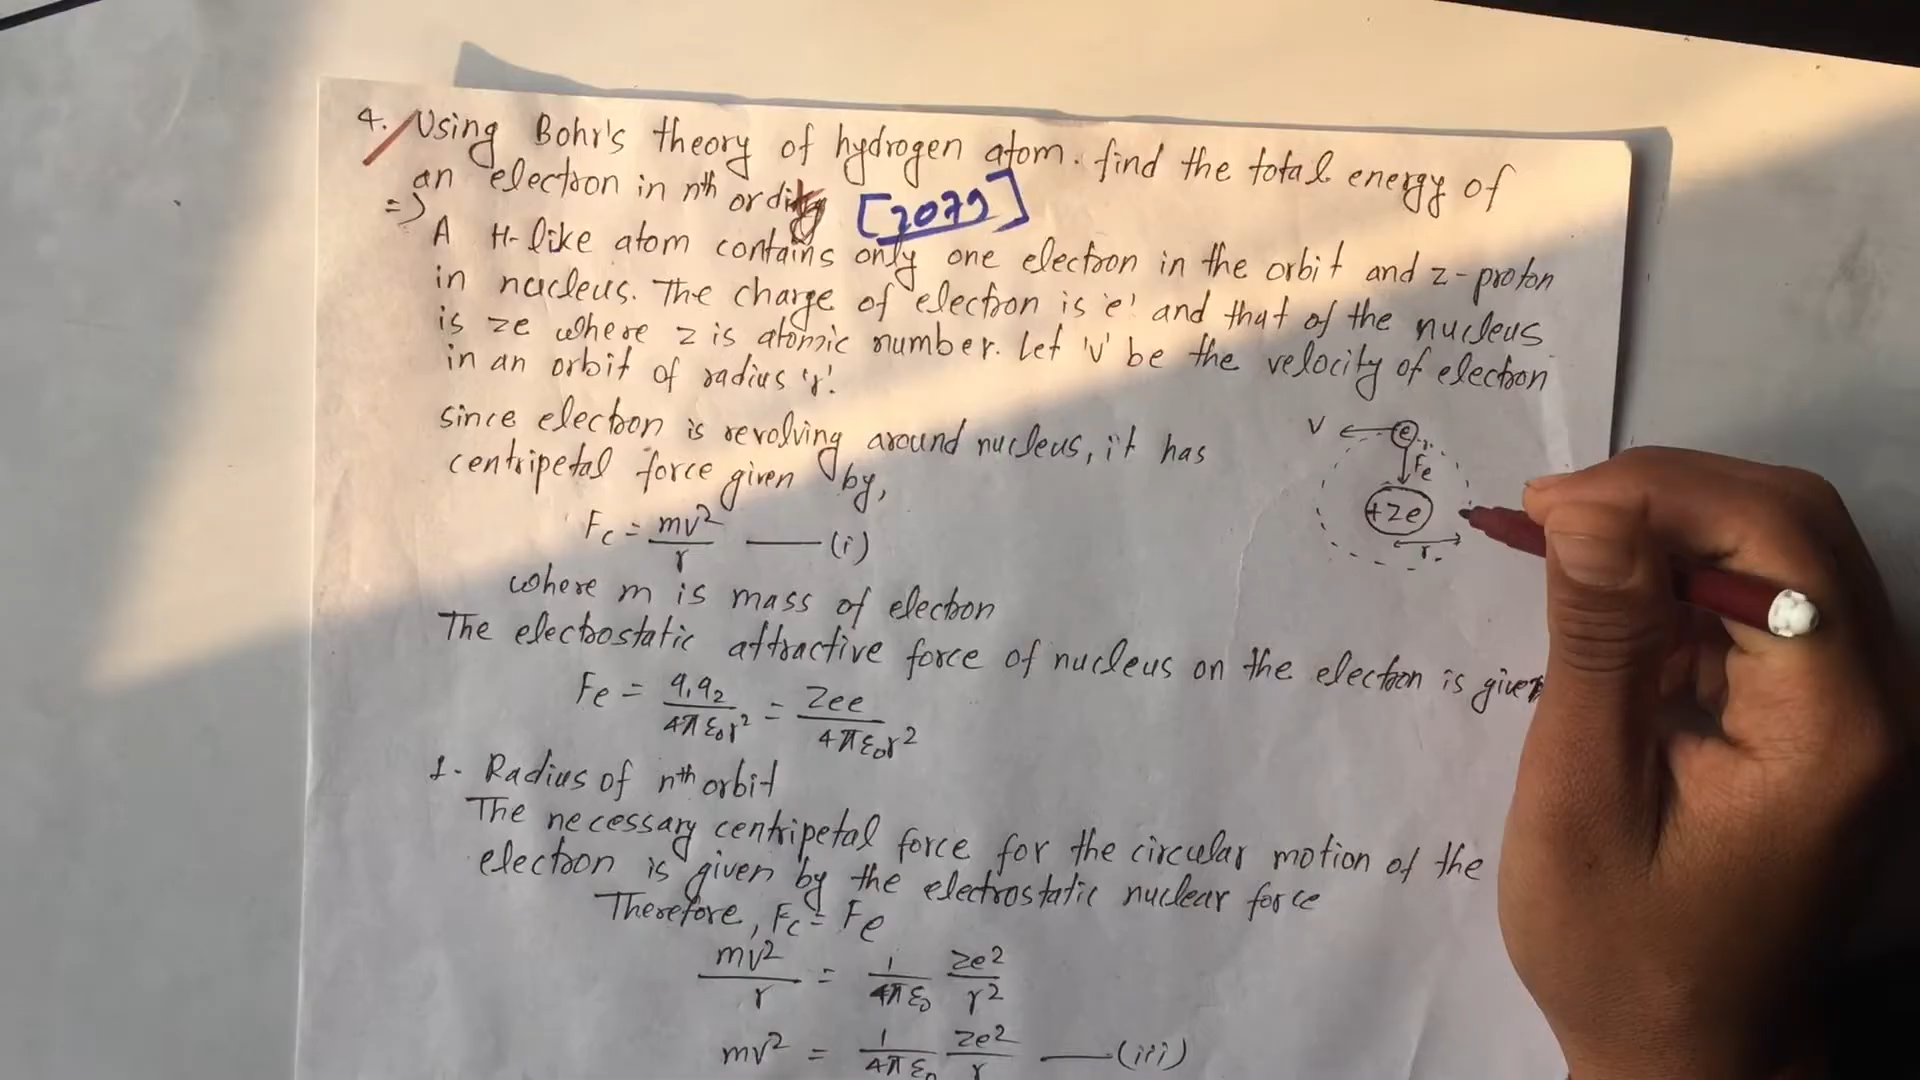 4. Using Bohr's theory of hydrogen atom. find the total energy of
an electron in nth
[2079]
=>
A H-like atom contains only one electron in the orbit and z-proton
in nucleus. The charge of electron is 'e' and that of the nucleus
is ze where z is atomic number. Let 'v' be the velocity of electron
in an orbit of radius 'r'.
since electron is revolving around nucleus, it has
centripetal force given by,
Fc = mv²/r —— (i)
where m is mass of electron
The electrostatic attractive force of nucleus on the electron is given
Fe = q₁q₂/4πε₀r² = Zee/4πε₀r²
1. Radius of nth orbit
The necessary centripetal force for the circular motion of the
electron is given by the electrostatic nuclear force
Therefore, Fc = Fe
mv²/r = 1/4πε₀ Ze²/r²
mv² = 1/4πε₀ Ze²/r —— (iii)
V
e
Fe
+Ze
r